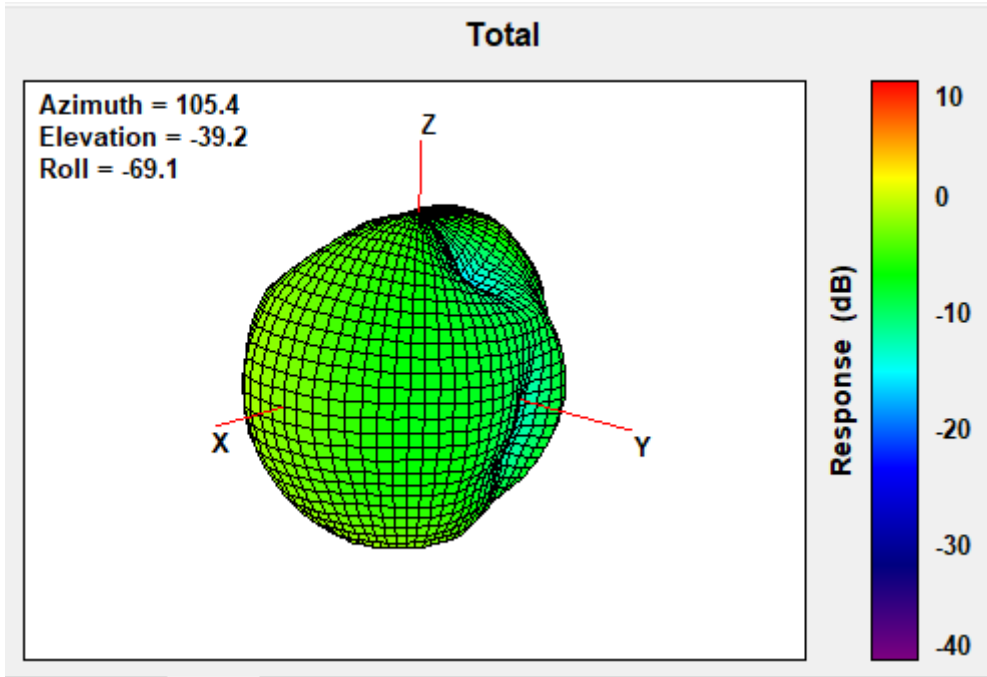 Total
Azimuth = 105.4
Elevation = -39.2
Roll = -69.1
Z
X
Y
10
0
-10
-20
-30
-40
Response (dB)